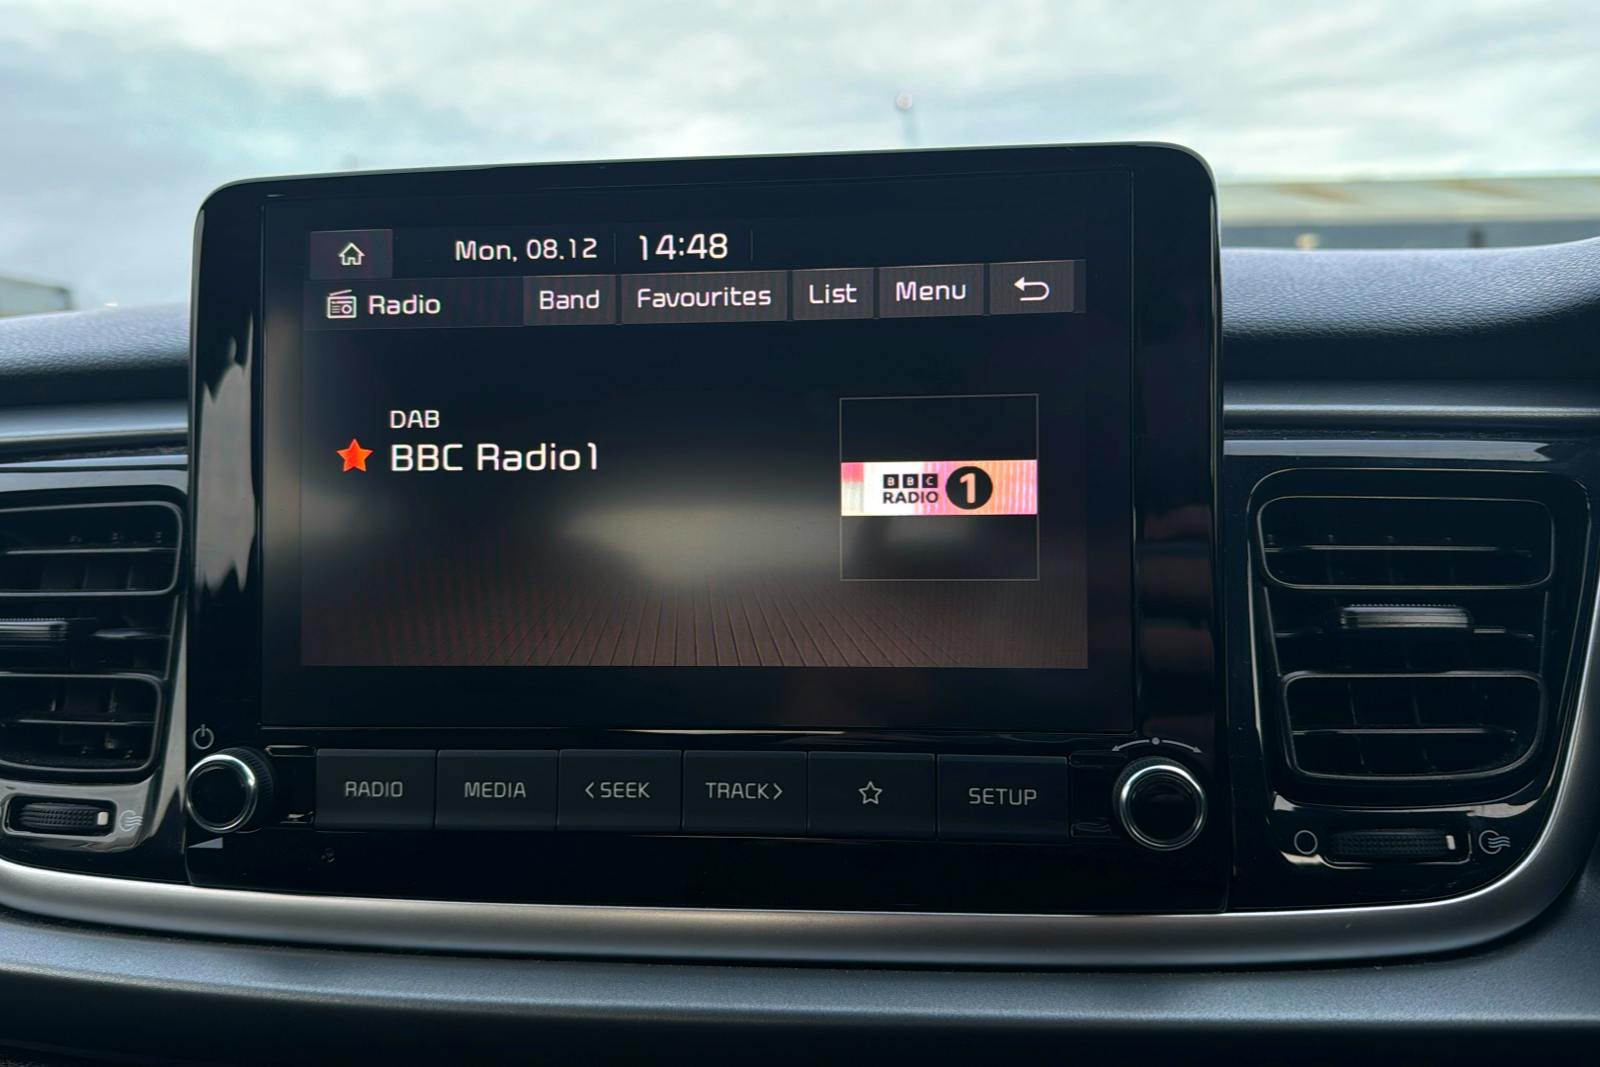 Mon, 08.12 14:48
Radio Band Favourites List Menu
DAB
BBC Radio1
BBC
RADIO 1
RADIO MEDIA <SEEK TRACK> SETUP